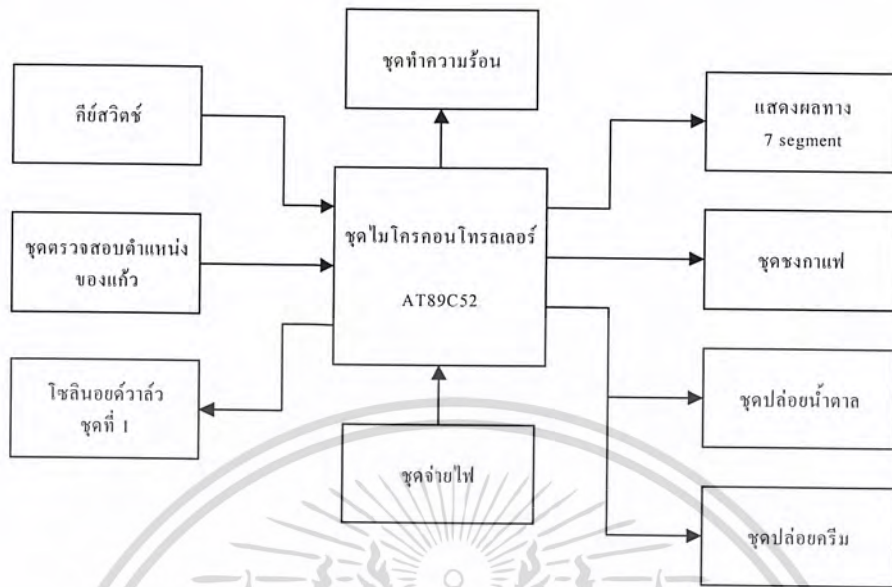 ชุดทำความร้อน
คีย์สวิตช์
แสดงผลทาง
7 segment
ชุดไมโครคอนโทรลเลอร์
AT89C52
ชุดตรวจสอบตำแหน่ง
ของแก้ว
ชุดชงกาแฟ
โซลินอยด์วาล์ว
ชุดที่ 1
ชุดปล่อยน้ำตาล
ชุดจ่ายไฟ
ชุดปล่อยครีม